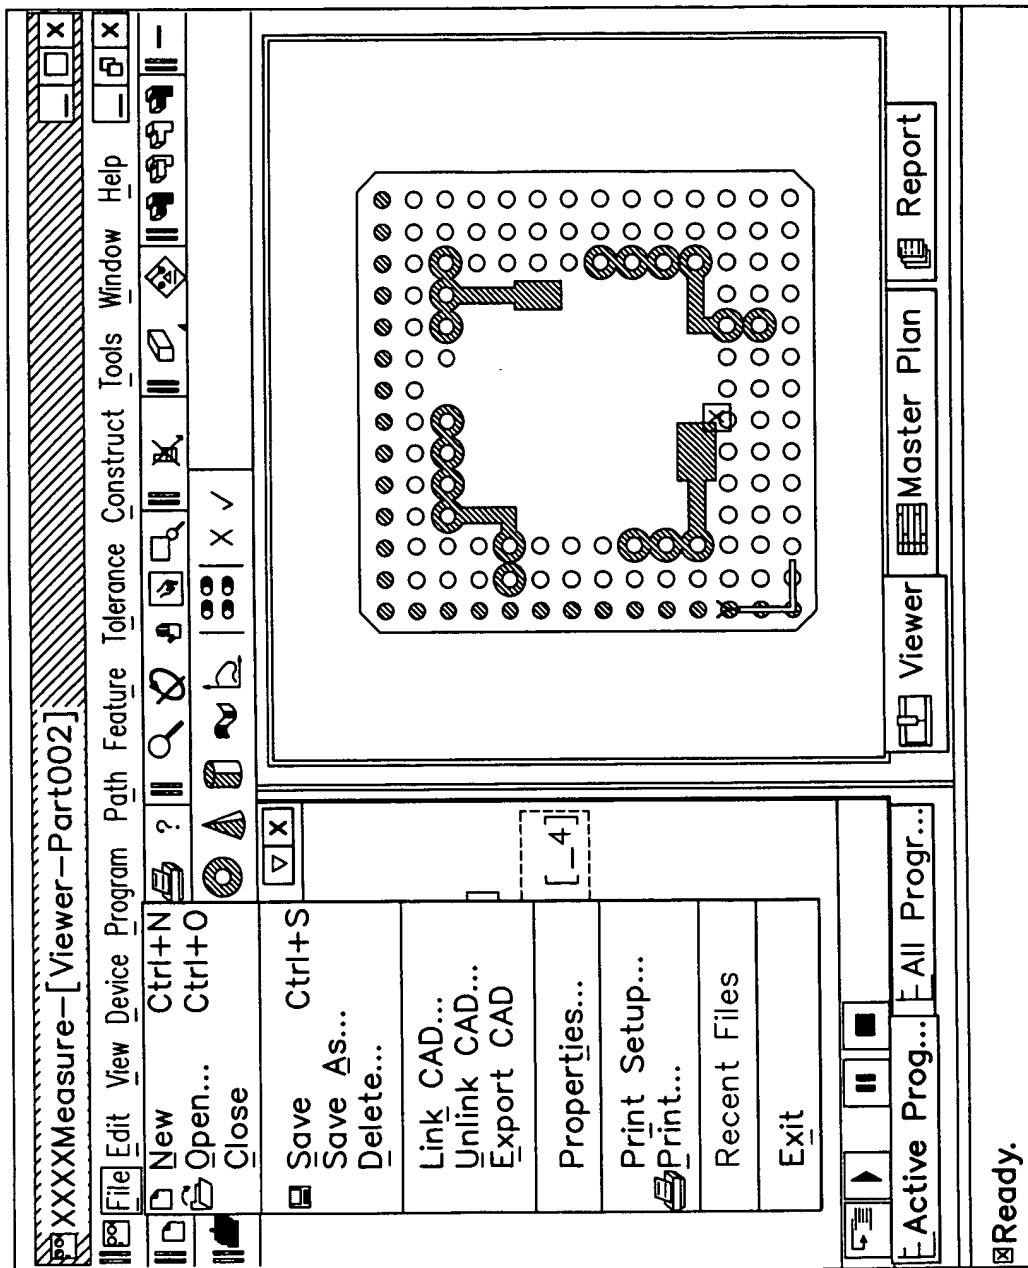 XXXXMeasure-[Viewer-Part002]
File Edit View Device Program Path Feature Tolerance Construct Tools Window Help
New Ctrl+N
Open... Ctrl+O
Close
Save Ctrl+S
Save As...
Delete...
Link CAD...
Unlink CAD...
Export CAD
Properties...
Print Setup...
Print...
Recent Files
Exit
?
X ✓
[_4]
Active Prog... All Progr...
Viewer Master Plan Report
Ready.